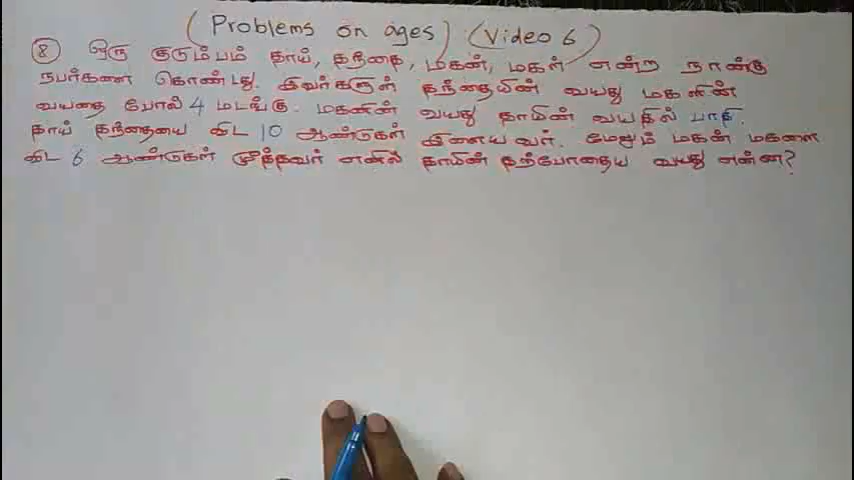 (Problems on ages) (Video 6)
8 ஒரு குடும்பம் தாய், தந்தை, மகன், மகள் என்ற நான்கு
நபர்களை கொண்டது. இவர்களுள் தந்தையின் வயது மகளின்
வயதை போல் 4 மடங்கு. மகனின் வயது தாயின் வயதில் பாதி.
தாய் தந்தையை விட 10 ஆண்டுகள் இளையவள். மேலும் மகன் மகளை
விட 6 ஆண்டுகள் மூத்தவர் எனில் தாயின் தற்போதைய வயது என்ன?